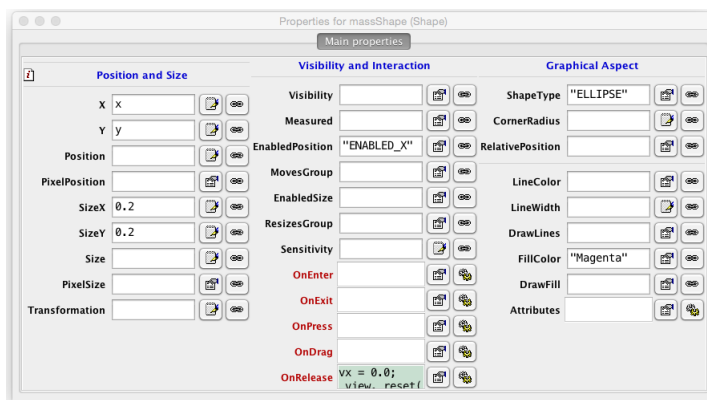 Properties for massShape (Shape)
Main properties
Position and Size
X x
Y y
Position
PixelPosition
SizeX 0.2
SizeY 0.2
Size
PixelSize
Transformation
Visibility and Interaction
Visibility
Measured
EnabledPosition "ENABLED_X"
MovesGroup
EnabledSize
ResizesGroup
Sensitivity
OnEnter
OnExit
OnPress
OnDrag
OnRelease vx = 0.0;
_view._reset(
Graphical Aspect
ShapeType "ELLIPSE"
CornerRadius
RelativePosition
LineColor
LineWidth
DrawLines
FillColor "Magenta"
DrawFill
Attributes